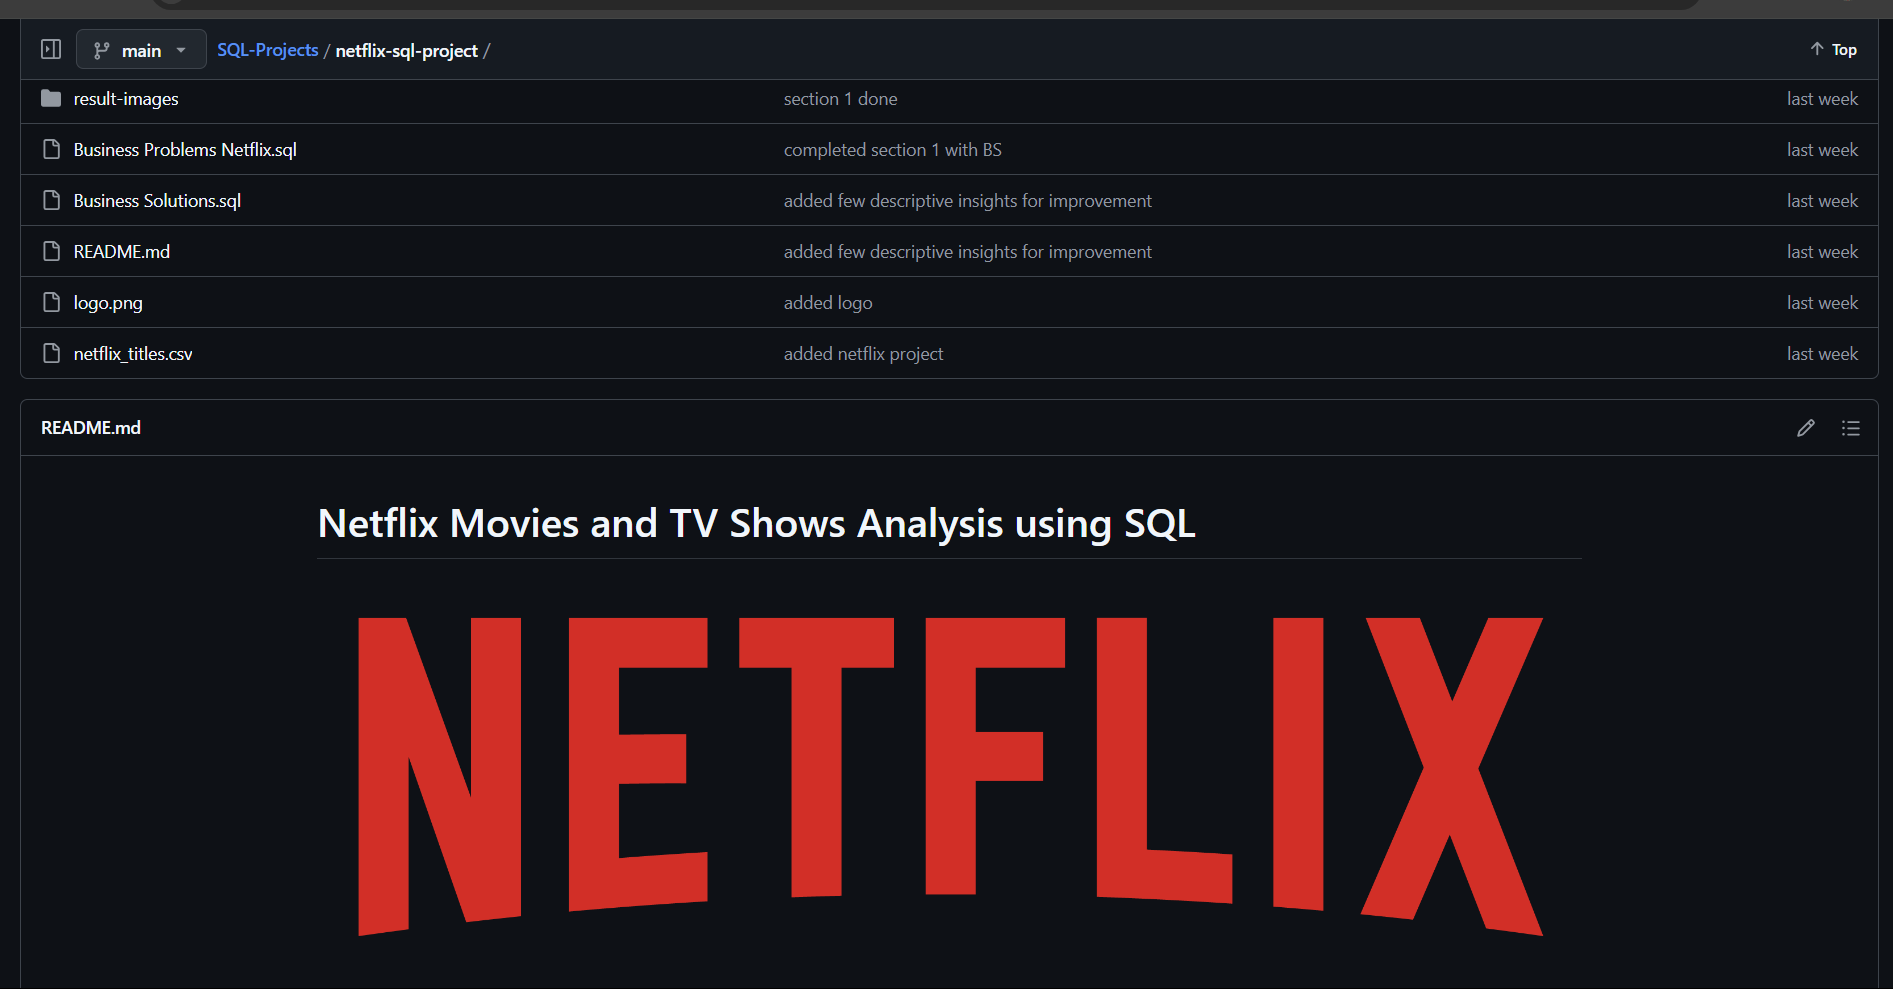 main SQL-Projects / netflix-sql-project / Top
result-images section 1 done last week
Business Problems Netflix.sql completed section 1 with BS last week
Business Solutions.sql added few descriptive insights for improvement last week
README.md added few descriptive insights for improvement last week
logo.png added logo last week
netflix_titles.csv added netflix project last week
README.md
Netflix Movies and TV Shows Analysis using SQL
NETFLIX